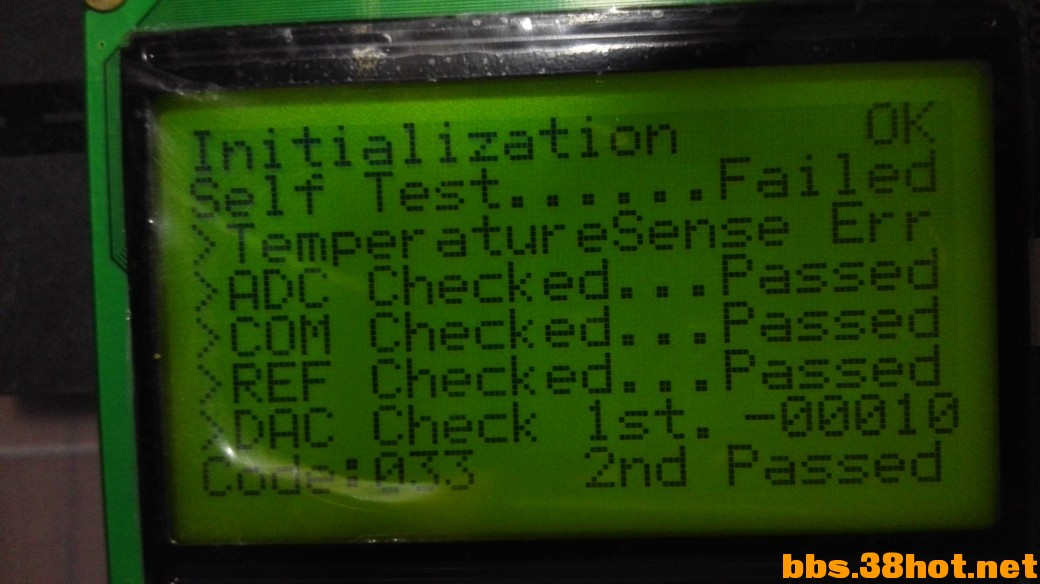 Initialization OK
Self Test......Failed
> TemperatureSense Err
>ADC Checked...Passed
>COM Checked...Passed
>REF Checked...Passed
>DAC Check 1st. -00010
Code:033 2nd Passed
bbs.38hot.net